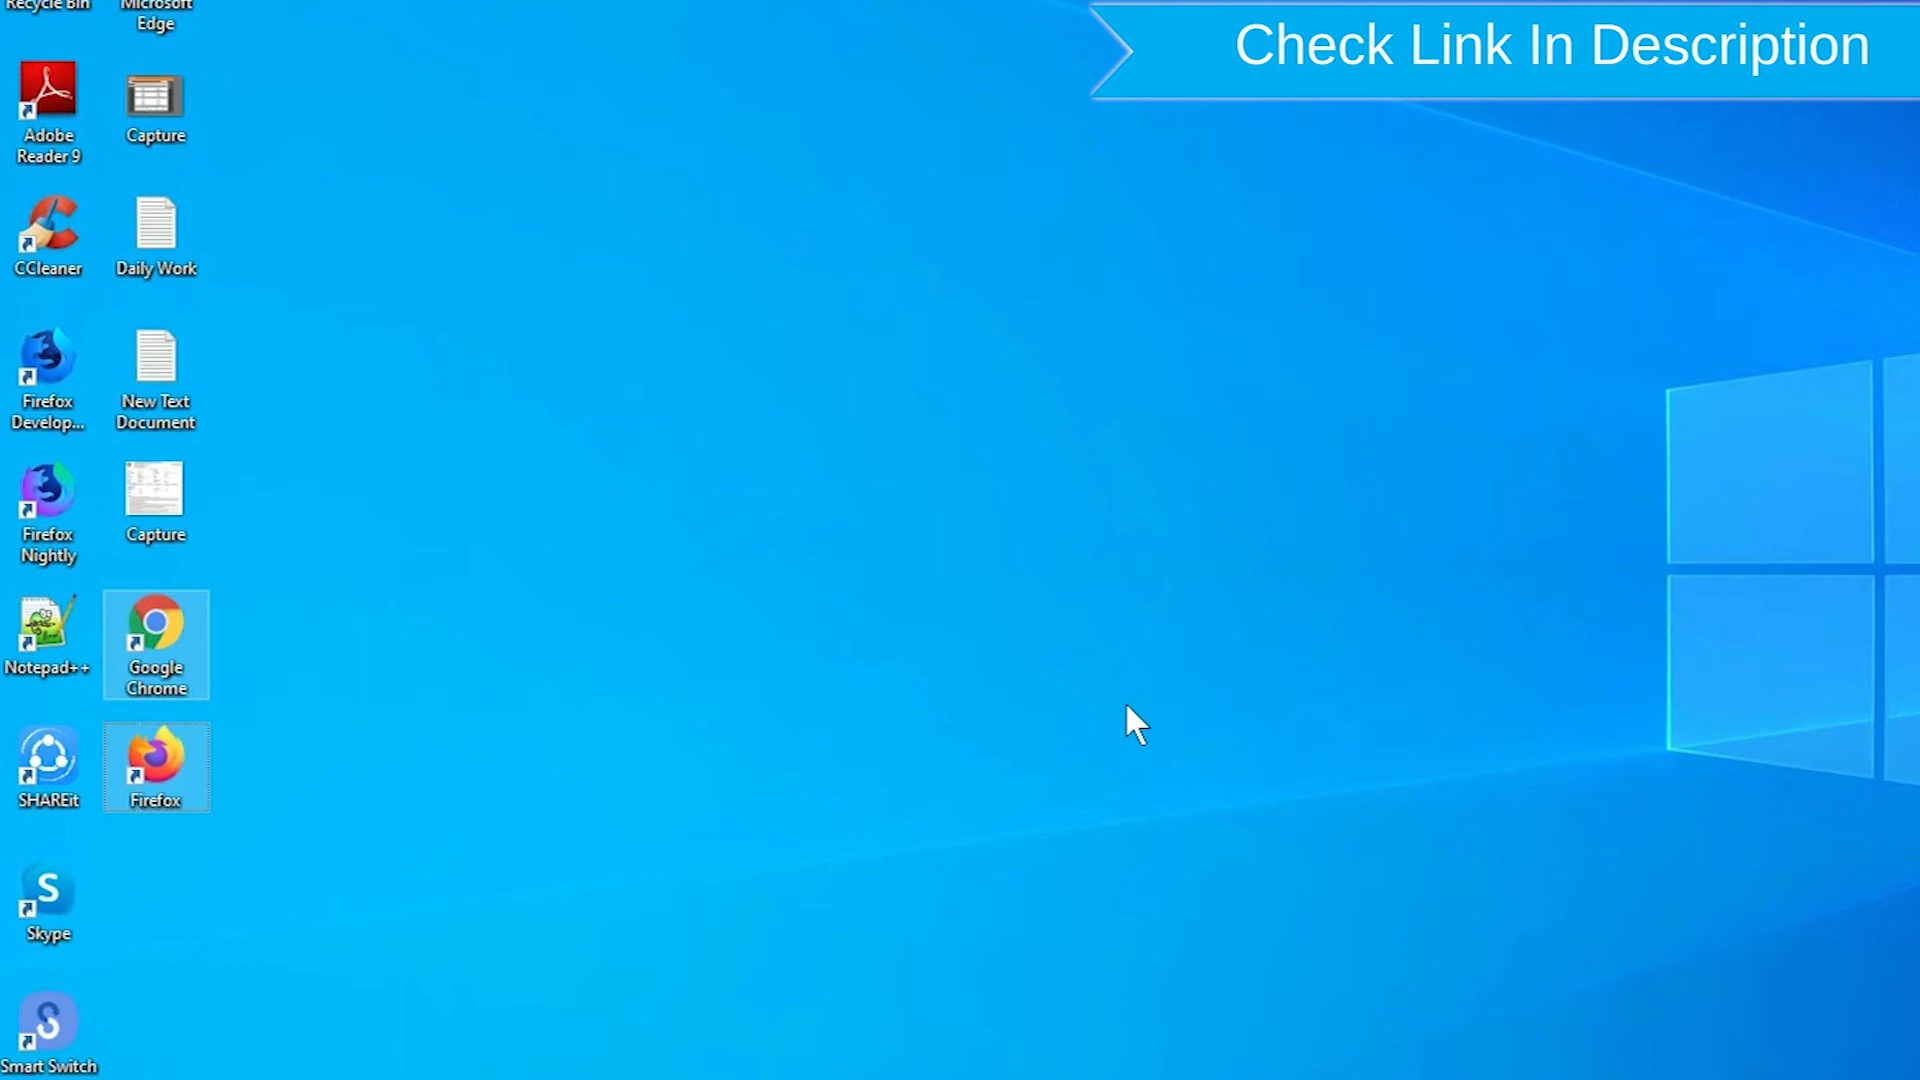 Recycle Bin
Microsoft
Edge
Check Link In Description
Adobe
Reader 9
Capture
CCleaner
Daily Work
Firefox
Develop...
New Text
Document
Firefox
Nightly
Capture
Notepad++
Google
Chrome
SHAREit
Firefox
S
Skype
Smart Switch